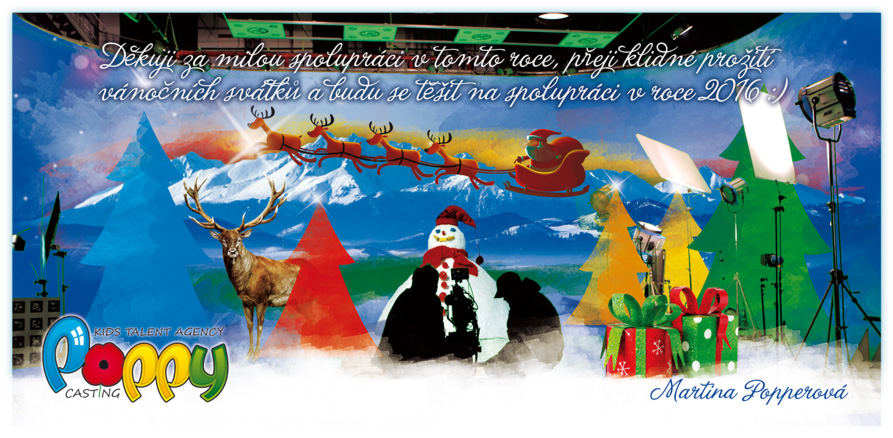 Děkuji za milou spolupráci v tomto roce, přeji klidné prožití
vánočních svátků a budu se těšit na spolupráci v roce 2016 :)
KIDS TALENT AGENCY
Poppy
CASTING
Martina Popperová